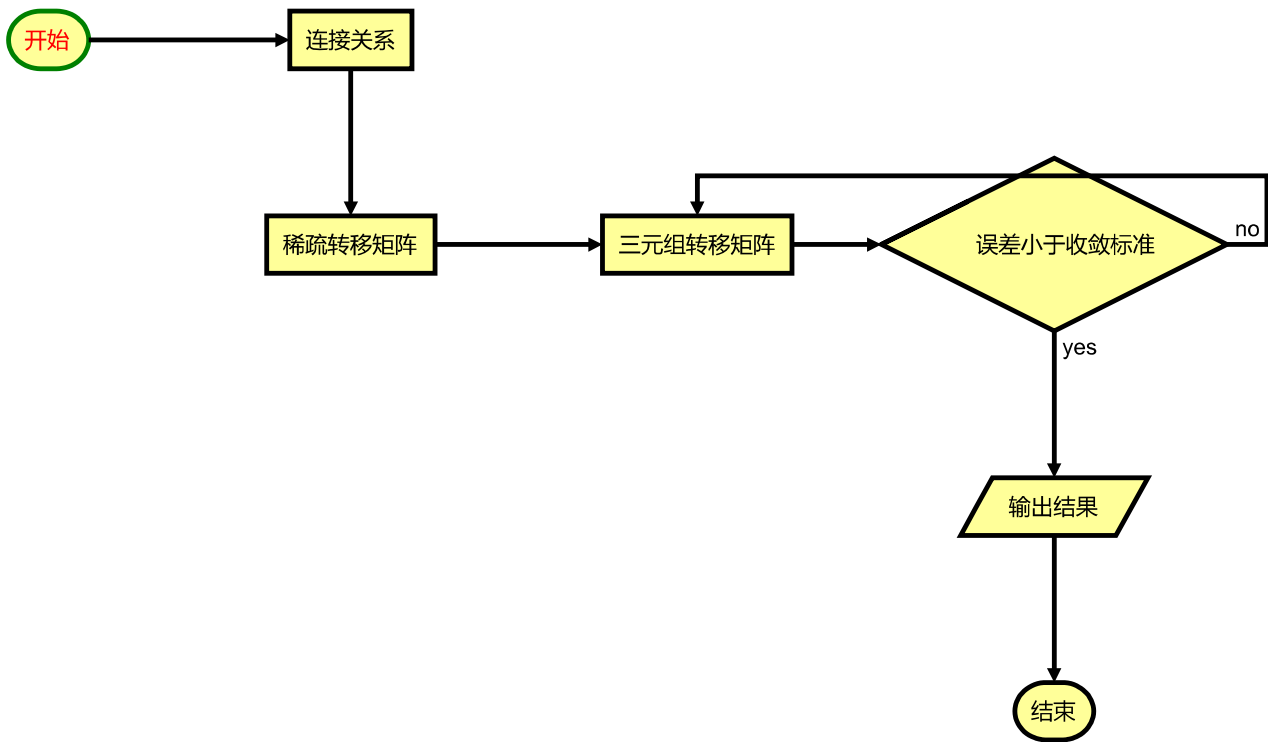 开始
连接关系
稀疏转移矩阵
三元组转移矩阵
误差小于收敛标准
no
yes
输出结果
结束